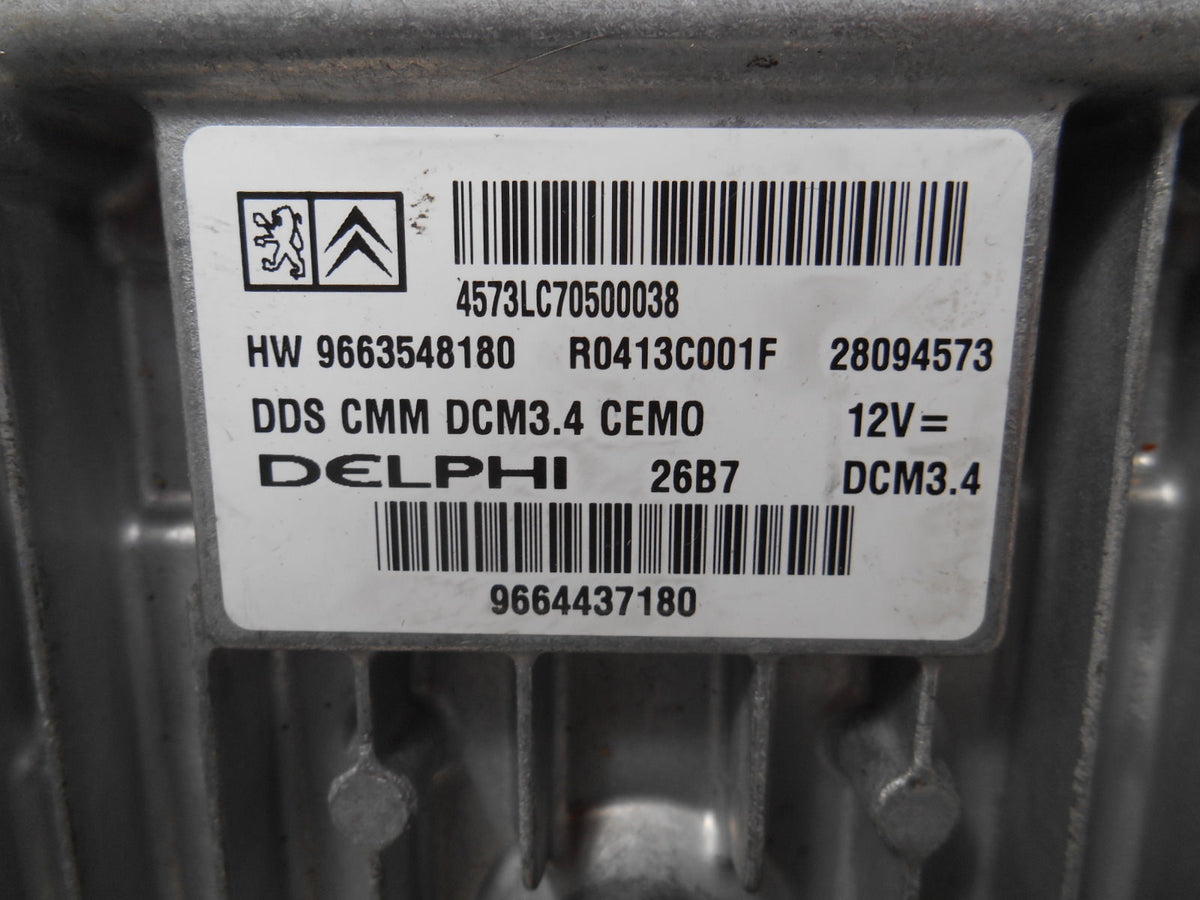 4573LC70500038
HW 9663548180 R0413C001F 28094573
DDS CMM DCM3.4 CEMO 12V=
DELPHI 26B7 DCM3.4
9664437180